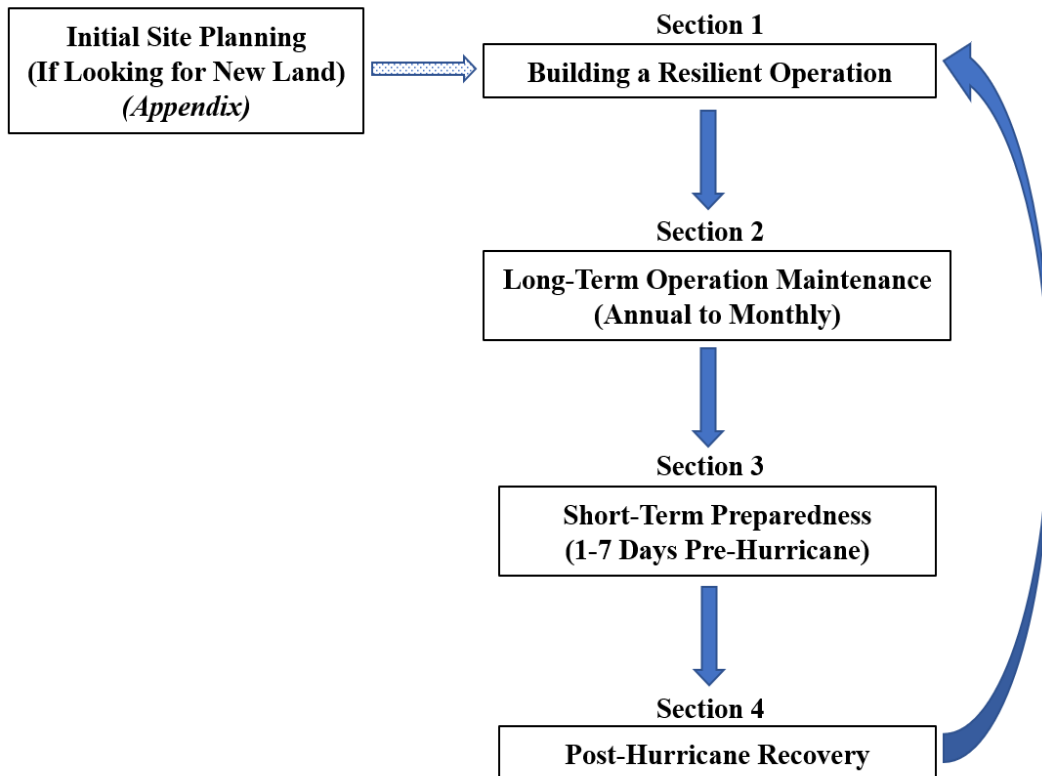 Initial Site Planning
(If Looking for New Land)
(Appendix)
Section 1
Building a Resilient Operation
Section 2
Long-Term Operation Maintenance
(Annual to Monthly)
Section 3
Short-Term Preparedness
(1-7 Days Pre-Hurricane)
Section 4
Post-Hurricane Recovery